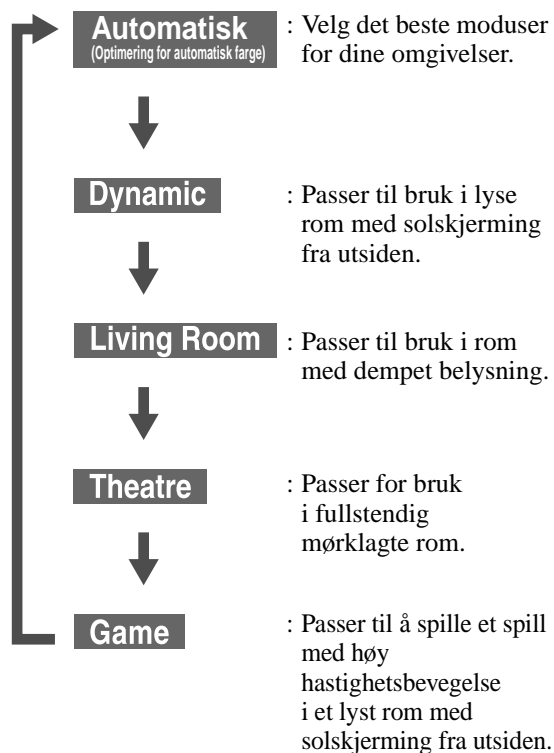 Automatisk
(Optimering for automatisk farge)
: Velg det beste moduser
for dine omgivelser.
Dynamic
: Passer til bruk i lyse
rom med solskjerming
fra utsiden.
Living Room
: Passer til bruk i rom
med dempet belysning.
Theatre
: Passer for bruk
i fullstendig
mørklagte rom.
Game
: Passer til å spille et spill
med høy
hastighetsbevegelse
i et lyst rom med
solskjerming fra utsiden.